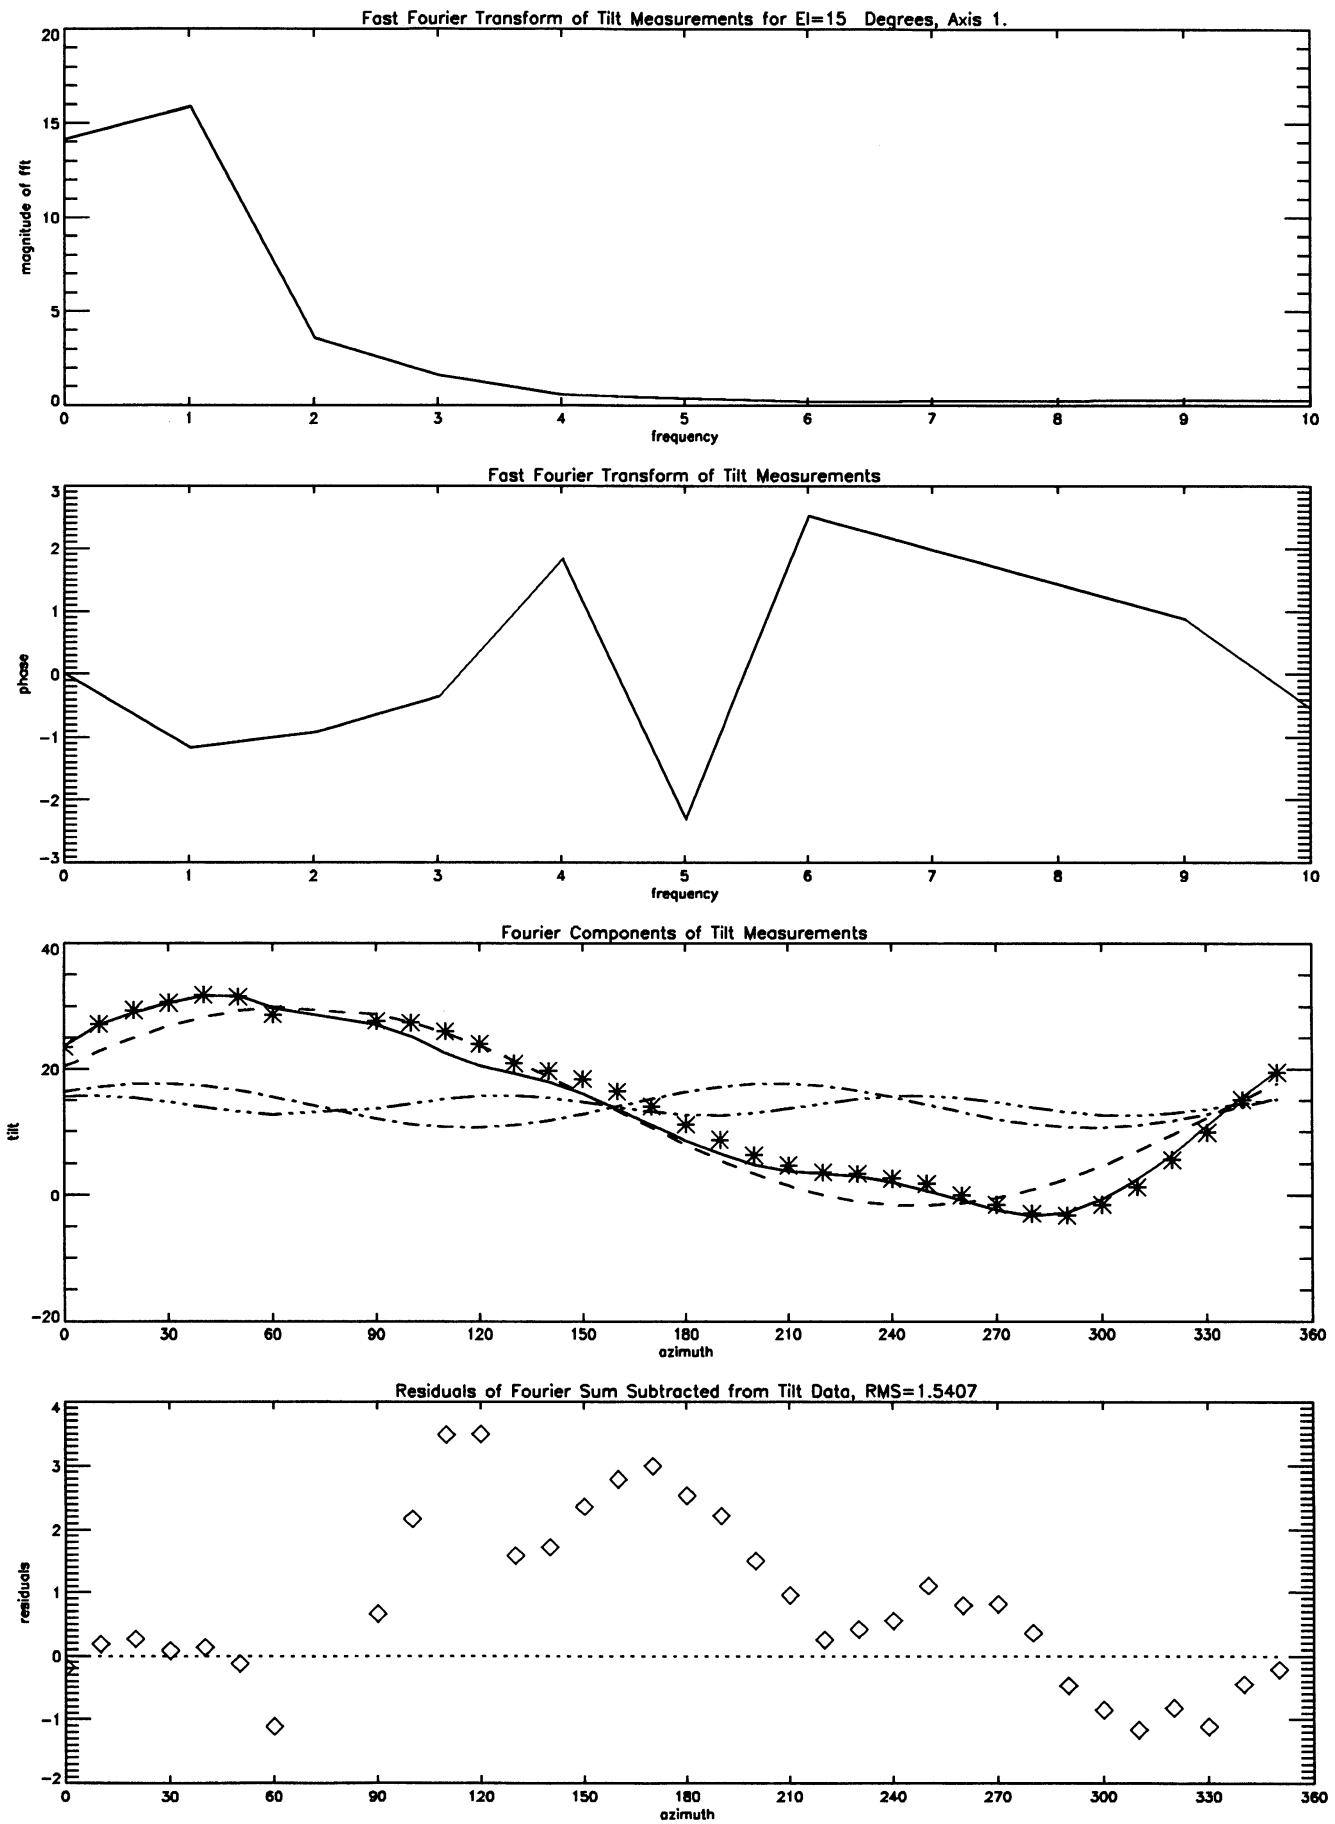 Fast Fourier Transform of Tilt Measurements for El=15 Degrees, Axis 1.
20
15
10
5
0
magnitude of fft
0 1 2 3 4 5 6 7 8 9 10
frequency
Fast Fourier Transform of Tilt Measurements
3
2
1
0
−1
−2
−3
phase
0 1 2 3 4 5 6 7 8 9 10
frequency
Fourier Components of Tilt Measurements
40
20
0
−20
tilt
0 30 60 90 120 150 180 210 240 270 300 330 360
azimuth
Residuals of Fourier Sum Subtracted from Tilt Data, RMS=1.5407
4
3
2
1
0
−1
−2
residuals
0 30 60 90 120 150 180 210 240 270 300 330 360
azimuth